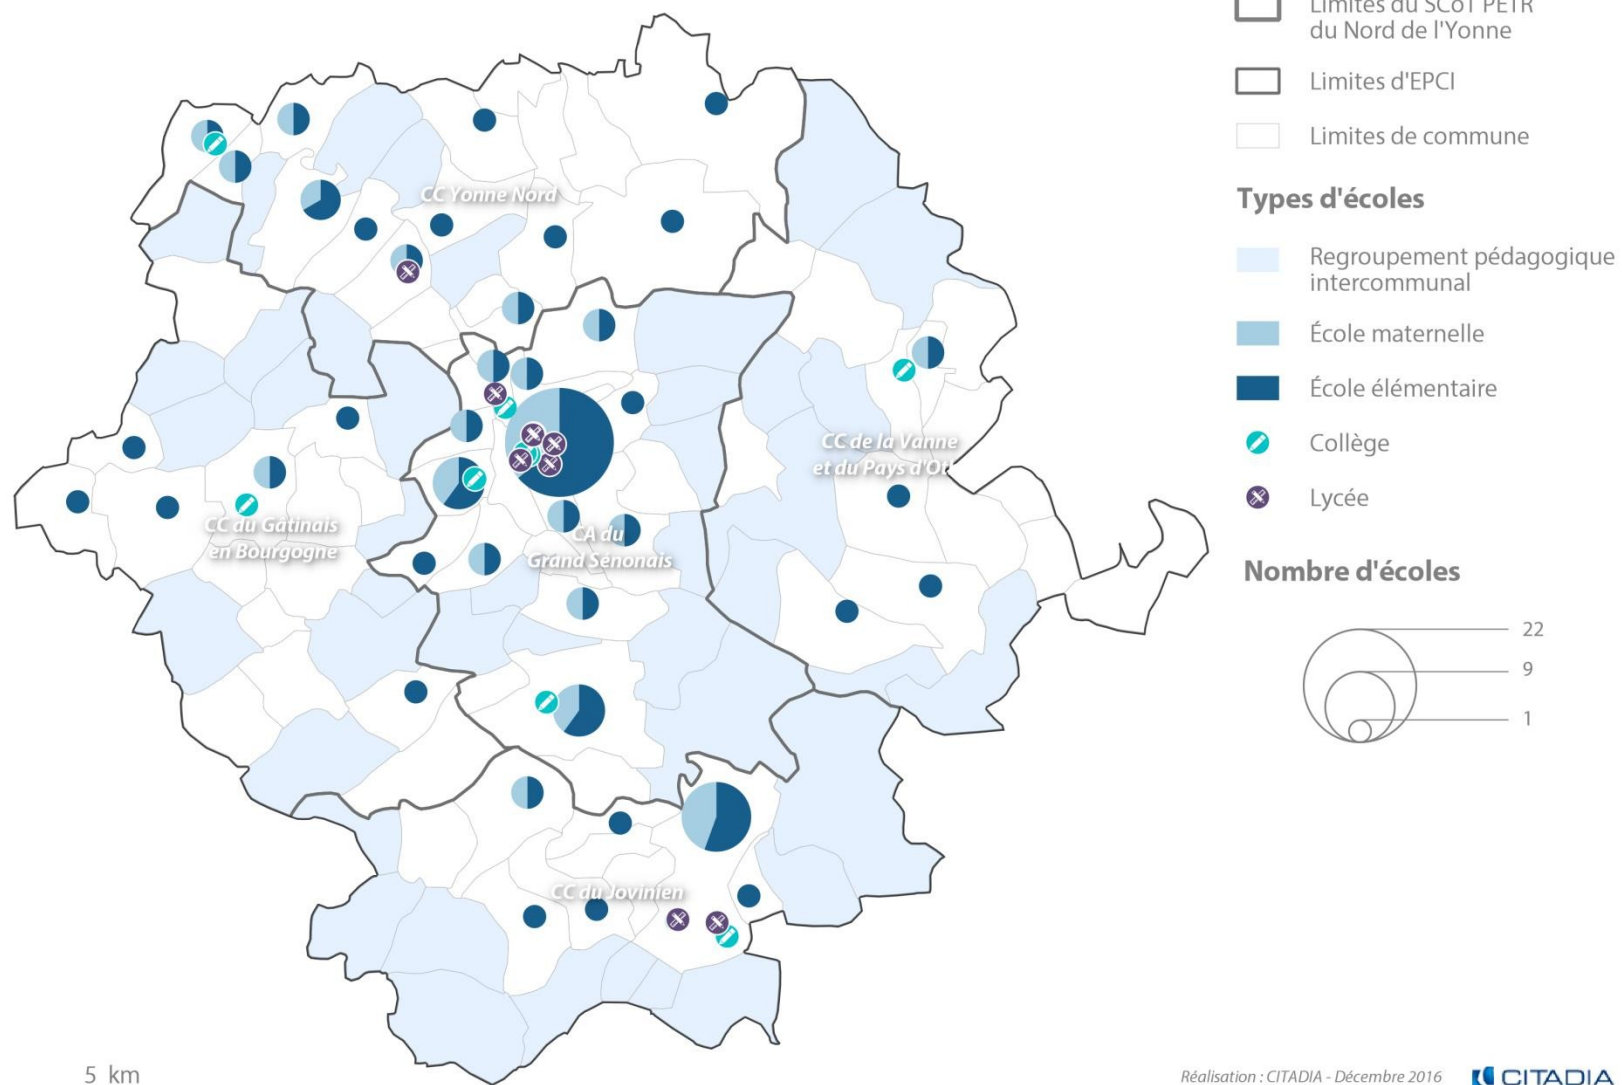 Limites du SCoT PETR
du Nord de l'Yonne
Limites d'EPCI
Limites de commune
Types d'écoles
Regroupement pédagogique
intercommunal
École maternelle
École élémentaire
Collège
Lycée
Nombre d'écoles
22
9
1
CC Yonne Nord
CC de la Vanne
et du Pays d'Ot
CC du Gâtinais
en Bourgogne
CA du
Grand Sénonais
CC du Jovinien
5 km
Réalisation : CITADIA - Décembre 2016
CITADIA